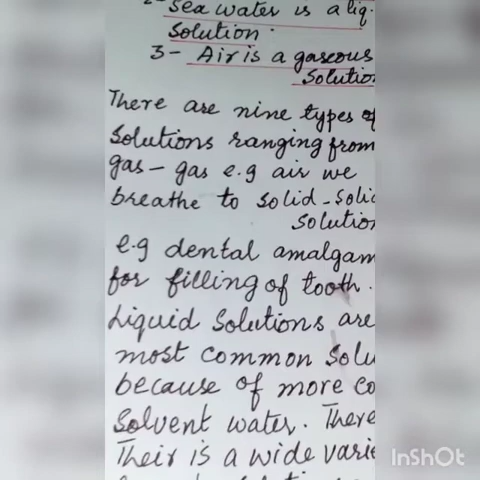 Sea water is a liq
Solution.
3- Air is a gaseous
Solution
There are nine types of
Solutions ranging from
gas - gas e.g air we
breathe to solid-Solid
Solution
e.g dental amalgam
for filling of tooth.
Liquid Solutions are
most common Solu
because of more co
Solvent water. There
Their is a wide varie
InShOt